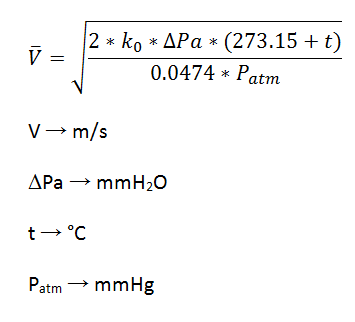 V̄ = √(2 * k₀ * ΔPa * (273.15 + t) / 0.0474 * Pₐₜₘ)
V → m/s
ΔPa → mmH₂O
t → °C
Pₐₜₘ → mmHg